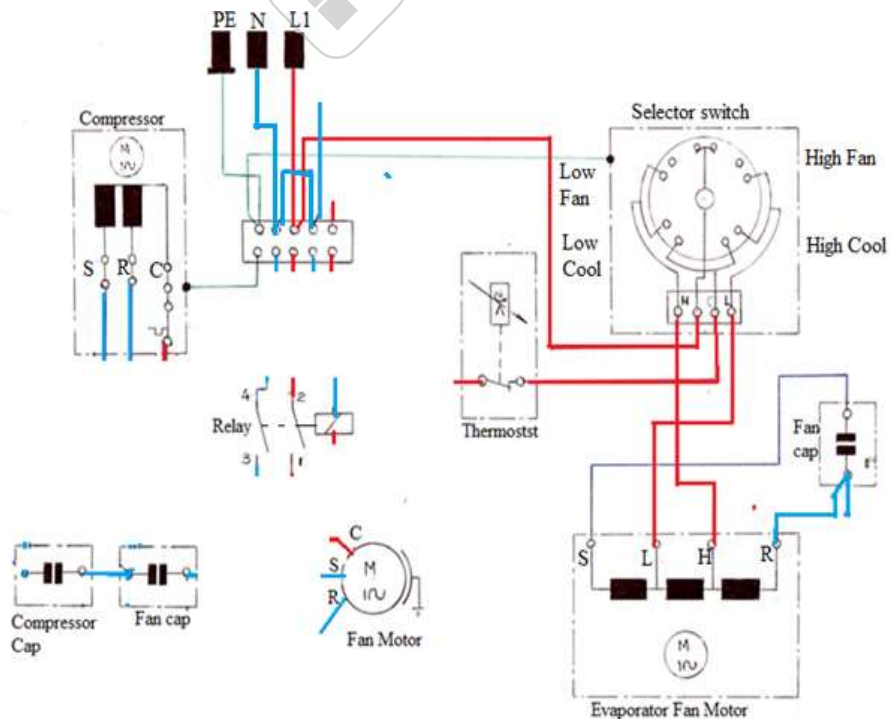 PE N L1
Compressor
M
S R C
Selector switch
Low
Fan
High Fan
Low
Cool
High Cool
H C L
Thermostst
4 2
Relay
3 1
Fan
cap
S L H R
M
Evaporator Fan Motor
Compressor
Cap
Fan cap
C
S
R
M
1
Fan Motor